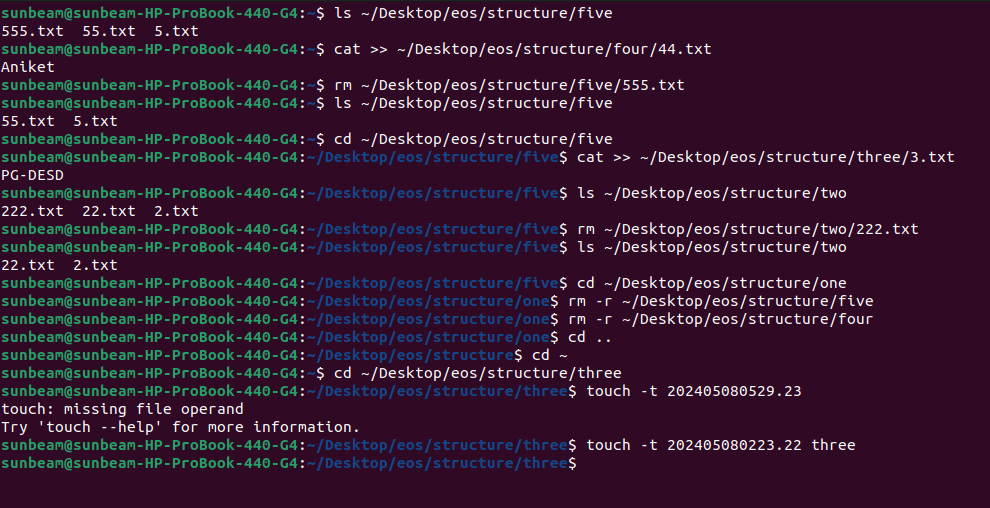 sunbeam@sunbeam-HP-ProBook-440-G4:~$ ls ~/Desktop/eos/structure/five
555.txt  55.txt  5.txt
sunbeam@sunbeam-HP-ProBook-440-G4:~$ cat >> ~/Desktop/eos/structure/four/44.txt
Aniket
sunbeam@sunbeam-HP-ProBook-440-G4:~$ rm ~/Desktop/eos/structure/five/555.txt
sunbeam@sunbeam-HP-ProBook-440-G4:~$ ls ~/Desktop/eos/structure/five
55.txt  5.txt
sunbeam@sunbeam-HP-ProBook-440-G4:~$ cd ~/Desktop/eos/structure/five
sunbeam@sunbeam-HP-ProBook-440-G4:~/Desktop/eos/structure/five$ cat >> ~/Desktop/eos/structure/three/3.txt
PG-DESD
sunbeam@sunbeam-HP-ProBook-440-G4:~/Desktop/eos/structure/five$ ls ~/Desktop/eos/structure/two
222.txt  22.txt  2.txt
sunbeam@sunbeam-HP-ProBook-440-G4:~/Desktop/eos/structure/five$ rm ~/Desktop/eos/structure/two/222.txt
sunbeam@sunbeam-HP-ProBook-440-G4:~/Desktop/eos/structure/five$ ls ~/Desktop/eos/structure/two
22.txt  2.txt
sunbeam@sunbeam-HP-ProBook-440-G4:~/Desktop/eos/structure/five$ cd ~/Desktop/eos/structure/one
sunbeam@sunbeam-HP-ProBook-440-G4:~/Desktop/eos/structure/one$ rm -r ~/Desktop/eos/structure/five
sunbeam@sunbeam-HP-ProBook-440-G4:~/Desktop/eos/structure/one$ rm -r ~/Desktop/eos/structure/four
sunbeam@sunbeam-HP-ProBook-440-G4:~/Desktop/eos/structure/one$ cd ..
sunbeam@sunbeam-HP-ProBook-440-G4:~/Desktop/eos/structure$ cd ~
sunbeam@sunbeam-HP-ProBook-440-G4:~$ cd ~/Desktop/eos/structure/three
sunbeam@sunbeam-HP-ProBook-440-G4:~/Desktop/eos/structure/three$ touch -t 202405080529.23
touch: missing file operand
Try 'touch --help' for more information.
sunbeam@sunbeam-HP-ProBook-440-G4:~/Desktop/eos/structure/three$ touch -t 202405080223.22 three
sunbeam@sunbeam-HP-ProBook-440-G4:~/Desktop/eos/structure/three$